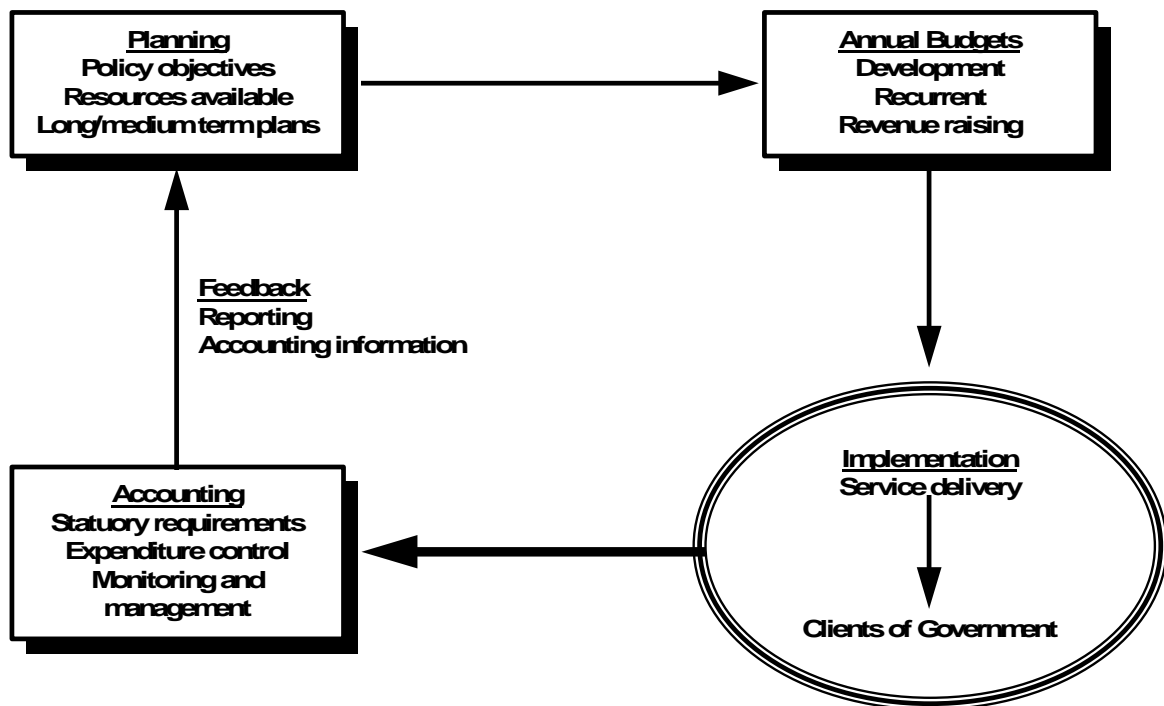 Planning
Policy objectives
Resources available
Long/medium term plans
Annual Budgets
Development
Recurrent
Revenue raising
Feedback
Reporting
Accounting information
Accounting
Statuory requirements
Expenditure control
Monitoring and
management
Implementation
Service delivery
Clients of Government